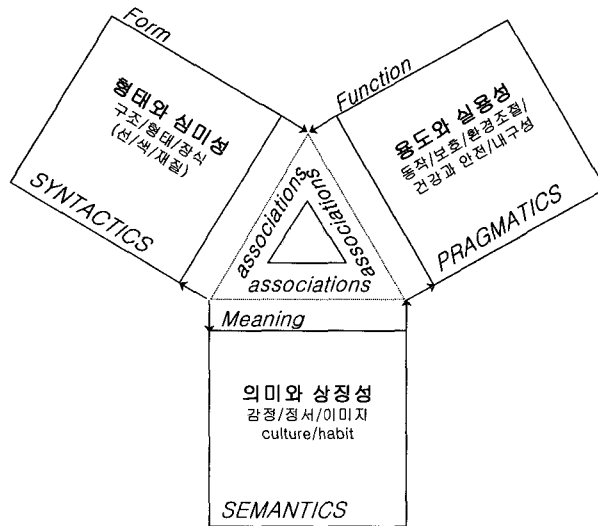 Form
형태와 심미성
구조/형태/장식
(선/색/재질)
SYNTACTICS
Function
용도와 실용성
동작/보호/환경조절/
건강과 안전/내구성
PRAGMATICS
associations
associations
associations
Meaning
의미와 상징성
감정/정서/이미지
culture/habit
SEMANTICS